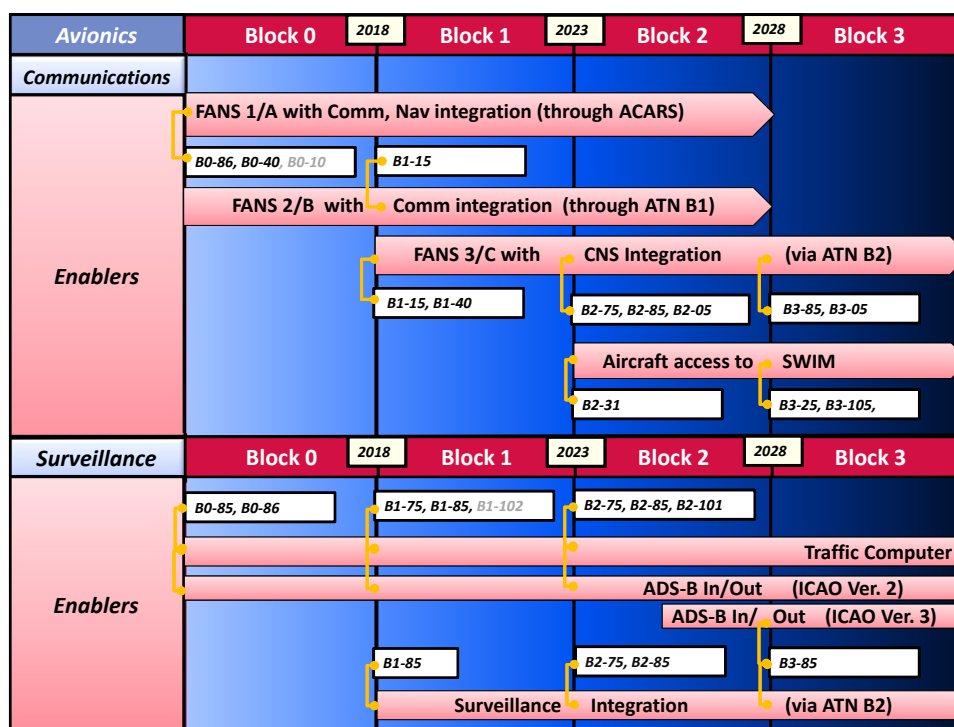 Avionics Block 0 2018 Block 1 2023 Block 2 2028 Block 3
Communications
FANS 1/A with Comm, Nav integration (through ACARS)
B0-86, B0-40, B0-10 B1-15
FANS 2/B with Comm integration (through ATN B1)
FANS 3/C with CNS Integration (via ATN B2)
Enablers
B1-15, B1-40 B2-75, B2-85, B2-05 B3-85, B3-05
Aircraft access to SWIM
B2-31 B3-25, B3-105,
Surveillance Block 0 2018 Block 1 2023 Block 2 2028 Block 3
B0-85, B0-86 B1-75, B1-85, B1-102 B2-75, B2-85, B2-101
Traffic Computer
ADS-B In/Out (ICAO Ver. 2)
Enablers
ADS-B In/ Out (ICAO Ver. 3)
B1-85 B2-75, B2-85 B3-85
Surveillance Integration (via ATN B2)